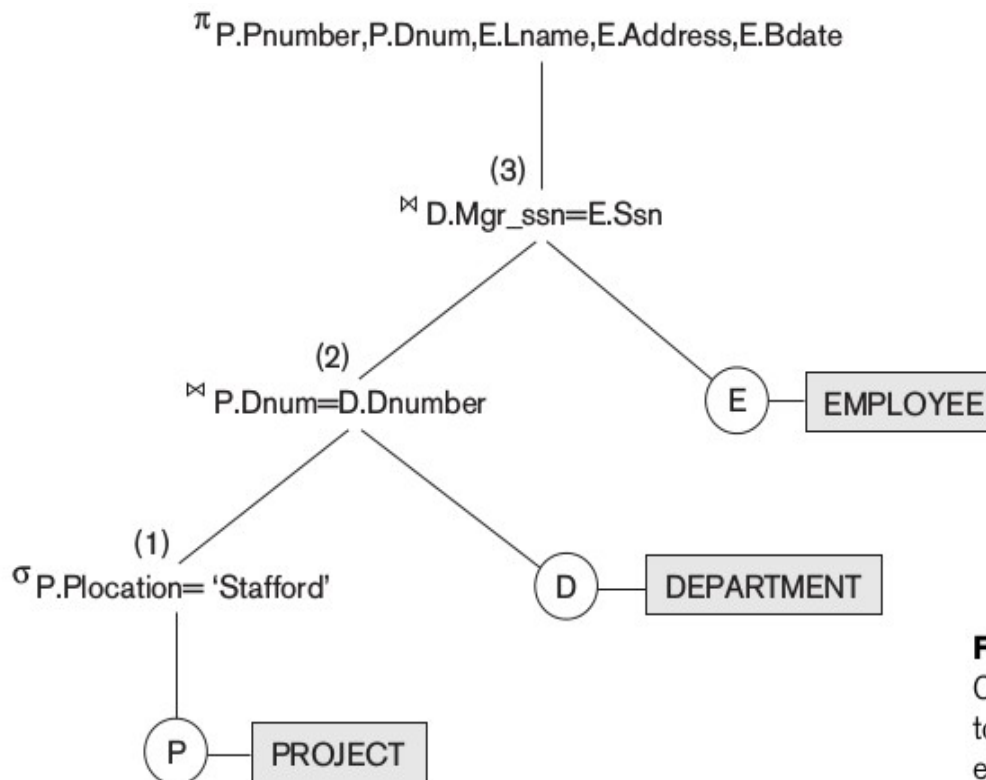 π P.Pnumber,P.Dnum,E.Lname,E.Address,E.Bdate
(3)
⋈ D.Mgr_ssn=E.Ssn
(2)
⋈ P.Dnum=D.Dnumber
E
EMPLOYEE
(1)
σ P.Plocation= ‘Stafford’
D
DEPARTMENT
P
PROJECT